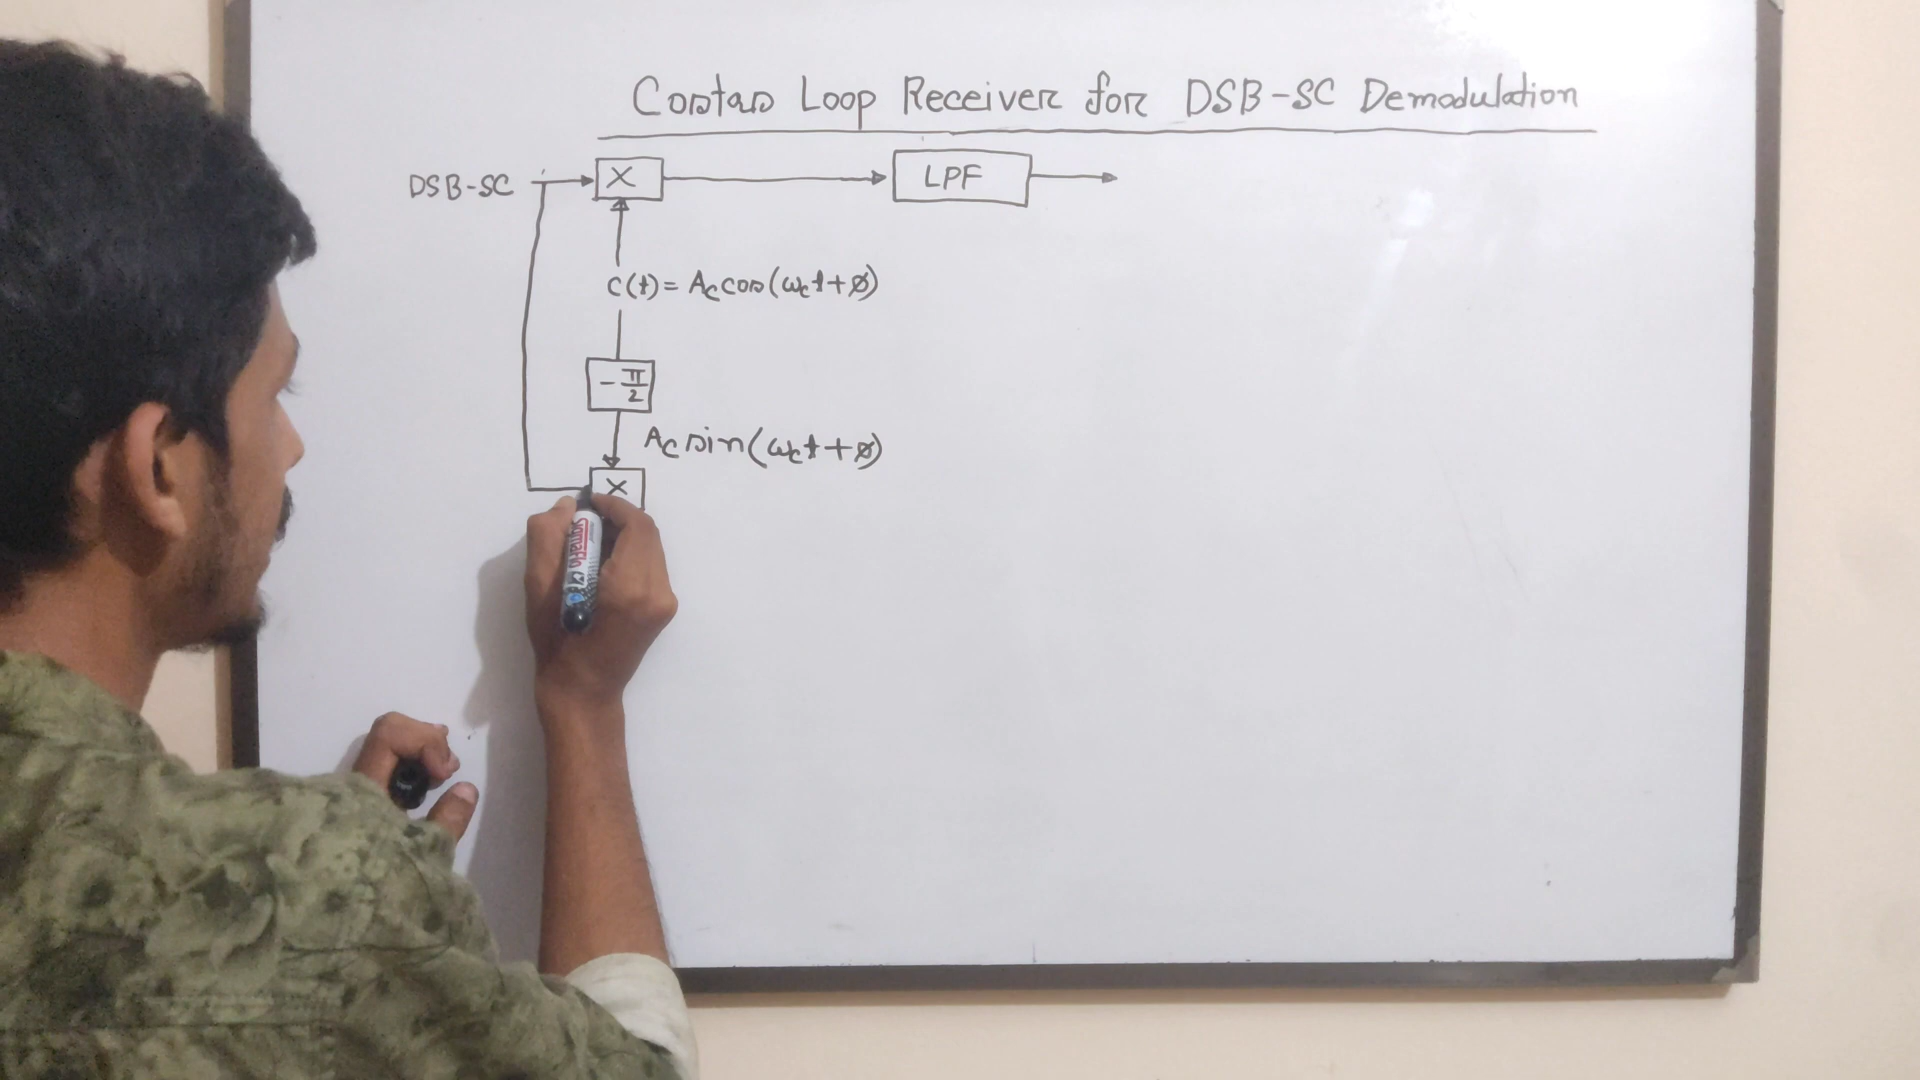 Costas Loop Receiver for DSB-SC Demodulation
DSB-SC
X
LPF
C(t) = Ac cos(ωct+ø)
-π/2
Ac sin(ωct+ø)
X